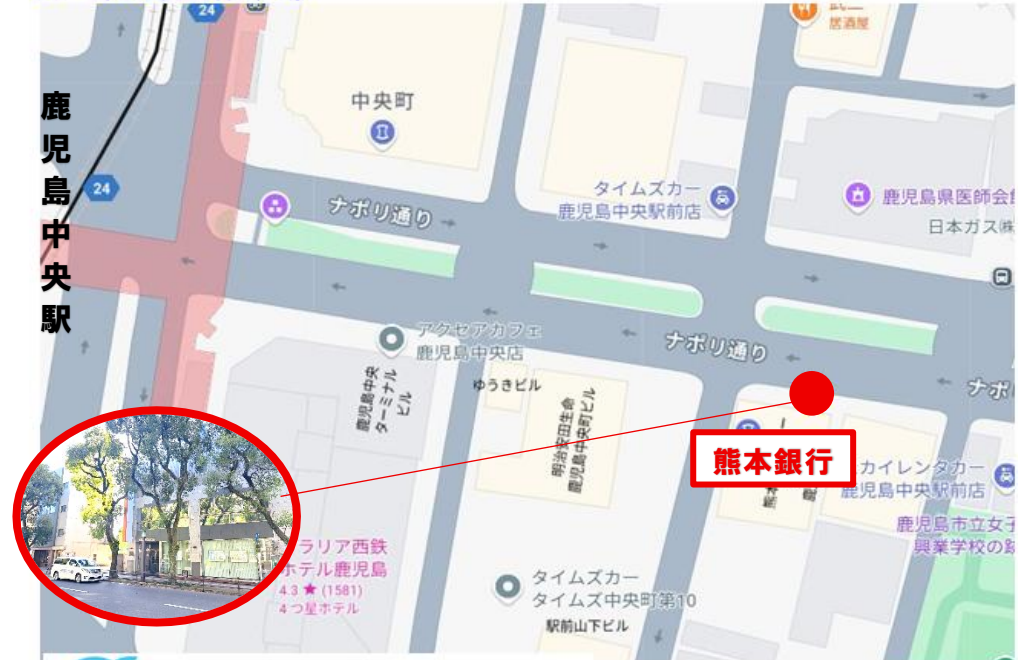 24
居酒屋
鹿児島中央駅
中央町
24
タイムズカー
鹿児島中央駅前店
鹿児島県医師会
日本ガス㈱
ナポリ通り
アクセアカフェ
鹿児島中央店
ナポリ通り
ナポリ
鹿児島中央
ターミナル
ビル
ゆうきビル
明治安田生命
鹿児島中央町ビル
熊本銀行
カイレンタカー
鹿児島中央駅前店
鹿児島市立女子
興業学校の跡
ラリア西鉄
ホテル鹿児島
4.3 ★ (1581)
4 つ星ホテル
タイムズカー
タイムズ中央町第10
駅前山下ビル